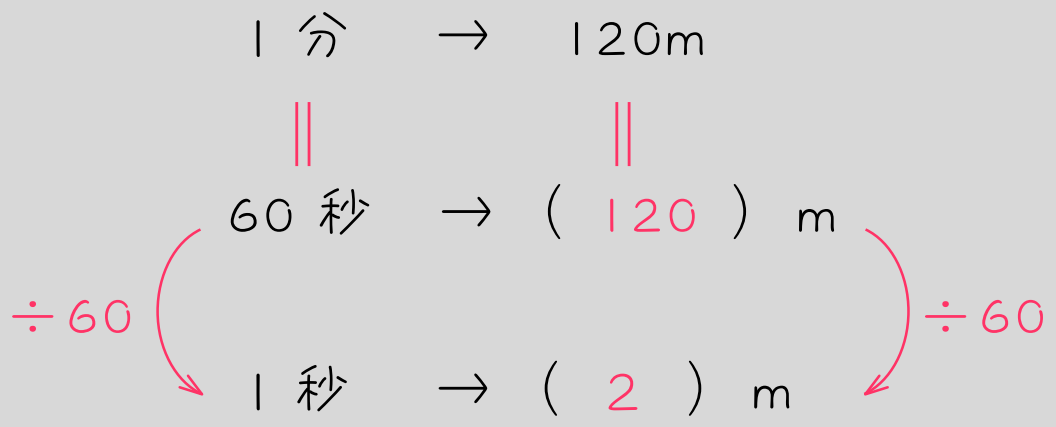 1分 → 120m
||  ||
60秒 → ( 120 ) m
÷60  ÷60
1秒 → ( 2 ) m